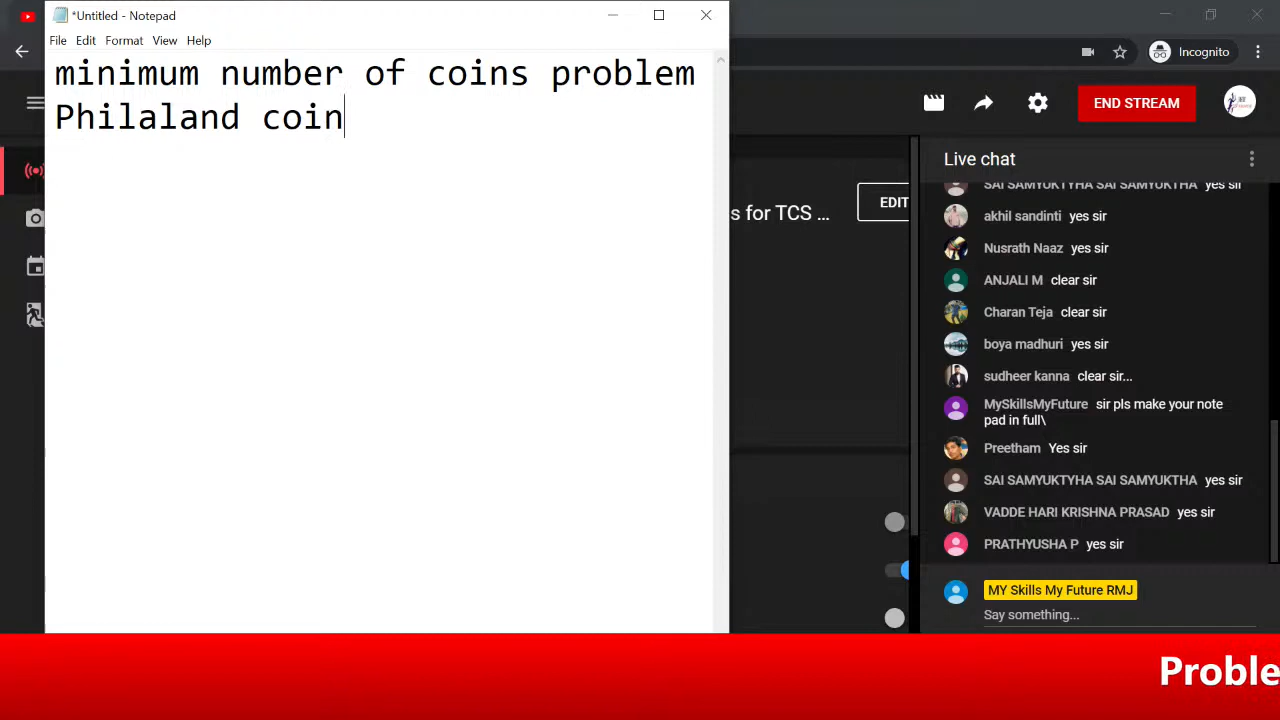 *Untitled - Notepad
File Edit Format View Help
minimum number of coins problem
Philaland coin
Incognito
END STREAM
s for TCS ...
EDIT
Live chat
SAI SAMYUKTYHA SAI SAMYUKTHA yes sir
akhil sandinti yes sir
Nusrath Naaz yes sir
ANJALI M clear sir
Charan Teja clear sir
boya madhuri yes sir
sudheer kanna clear sir...
MySkillsMyFuture sir pls make your note
pad in full\
Preetham Yes sir
SAI SAMYUKTYHA SAI SAMYUKTHA yes sir
VADDE HARI KRISHNA PRASAD yes sir
PRATHYUSHA P yes sir
MY Skills My Future RMJ
Say something...
Proble